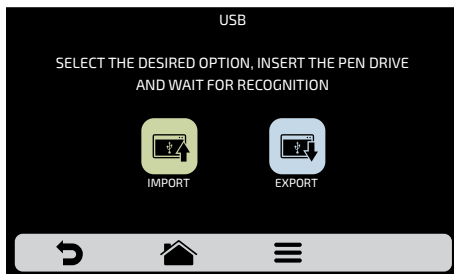 USB
SELECT THE DESIRED OPTION, INSERT THE PEN DRIVE
AND WAIT FOR RECOGNITION
IMPORT
EXPORT